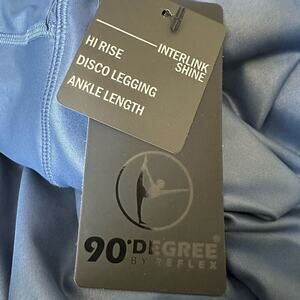 INTERLINK
SHINE
HI RISE
DISCO LEGGING
ANKLE LENGTH
90°DEGREE®
BY REFLEX